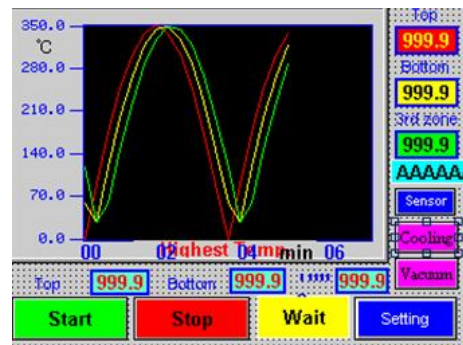 350.0
°C
280.0
210.0
140.0
70.0
0.0
00 02 04 min 06
Highest Temp
Top
999.9
Bottom
999.9
3rd zone
999.9
AAAAA
Sensor
Cooling
Vacuum
Top 999.9 Bottom 999.9 999.9
Start Stop Wait Setting